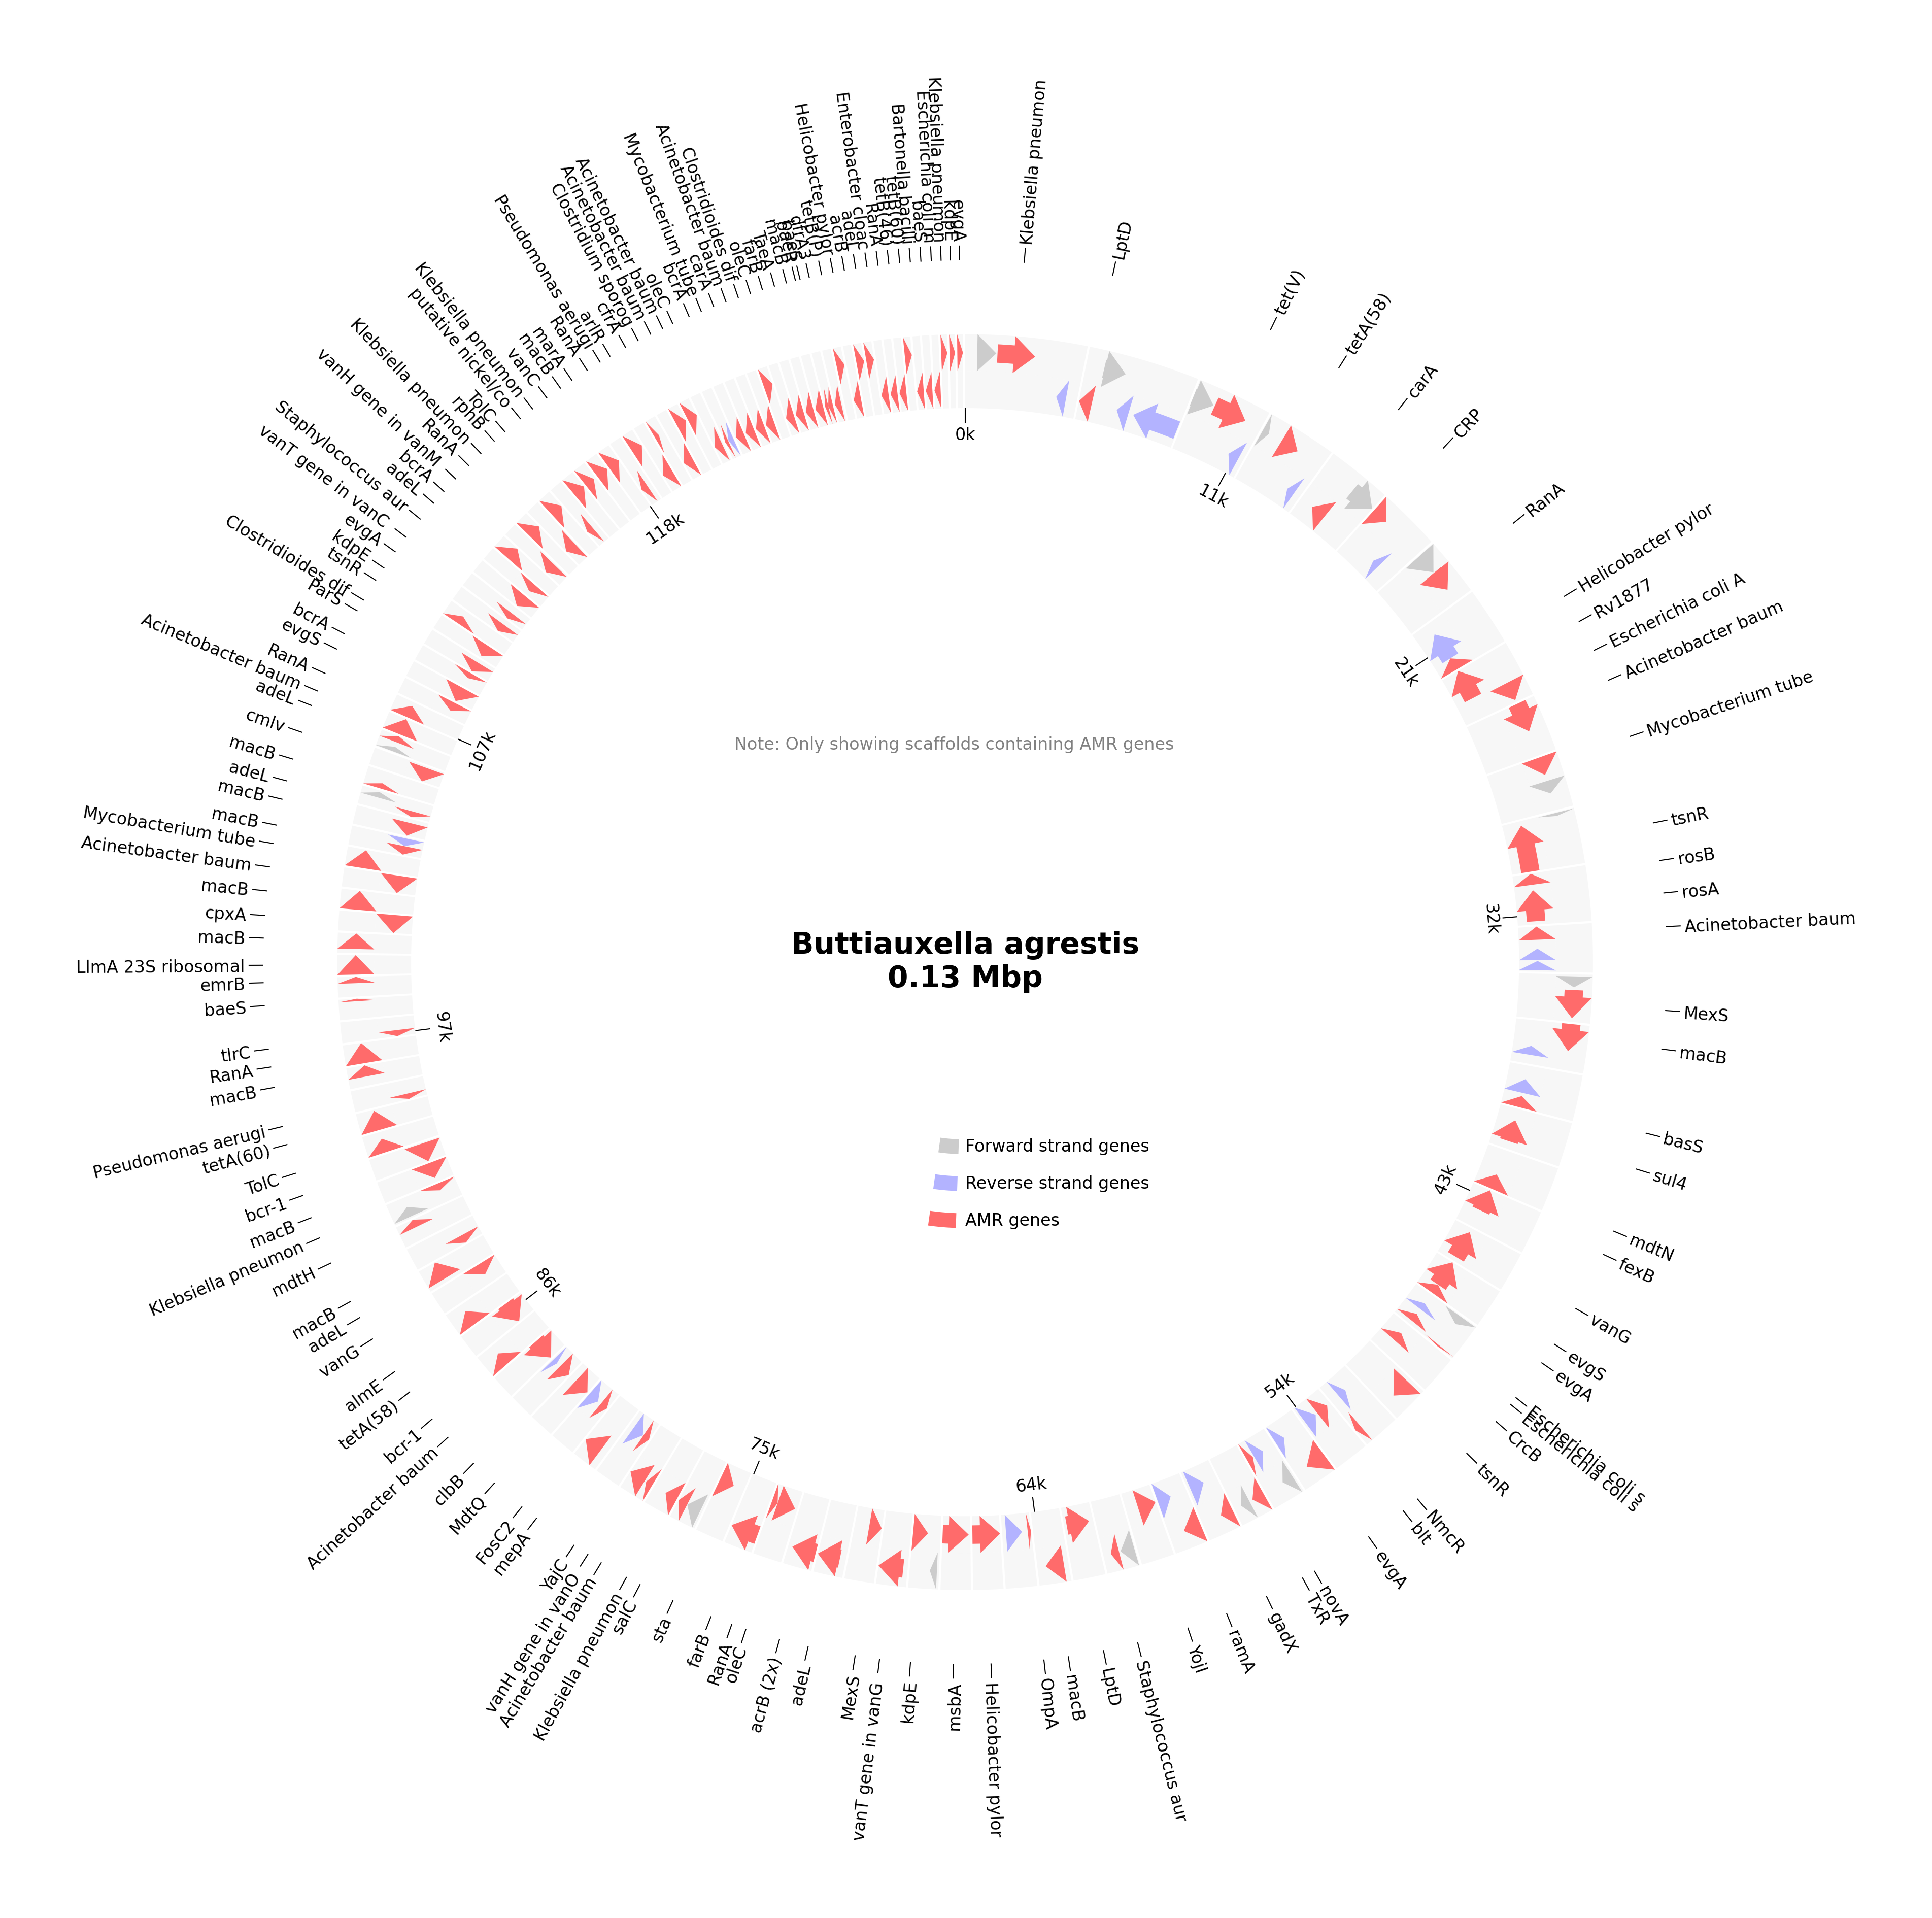 Klebsiella pneumon
LptD
tet(V)
tetA(58)
carA
CRP
RanA
Helicobacter pylor
Rv1877
Escherichia coli A
Acinetobacter baum
Mycobacterium tube
tsnR
rosB
rosA
Acinetobacter baum
MexS
macB
basS
sul4
mdtN
fexB
vanG
evgS
evgA
Escherichia coli s
Escherichia coli s
CrcB
tsnR
NmcR
blt
evgA
novA
TxR
gadX
ramA
YojI
Staphylococcus aur
LptD
macB
OmpA
Helicobacter pylor
msbA
kdpE
vanT gene in vanG
MexS
adeL
acrB (2x)
oleC
RanA
farB
sta
salC
Klebsiella pneumon
Acinetobacter baum
vanH gene in vanO
YajC
mepA
FosC2
MdtQ
clbB
Acinetobacter baum
bcr-1
tetA(58)
almE
vanG
adeL
macB
mdtH
Klebsiella pneumon
macB
bcr-1
TolC
tetA(60)
Pseudomonas aerugi
macB
RanA
tlrC
baeS
emrB
LlmA 23S ribosomal
macB
cpxA
macB
Acinetobacter baum
Mycobacterium tube
macB
macB
adeL
macB
cmlv
adeL
Acinetobacter baum
RanA
evgS
bcrA
ParS
Clostridioides dif
tsnR
kdpE
evgA
vanT gene in vanC
Staphylococcus aur
adeL
bcrA
vanH gene in vanM
RanA
Klebsiella pneumon
rphB
TolC
putative nickel/co
Klebsiella pneumon
vanC
macB
marA
RanA
Pseudomonas aerugi
arlR
cfrA
Clostridium sporog
Acinetobacter baum
Acinetobacter baum
oleC
bcrA
Mycobacterium tube
carA
Acinetobacter baum
Clostridioides dif
oleC
farB
TaeA
macB
Helicobacter pylor
acrB
adeL
Enterobacter cloac
RanA
tetB(46)
tetB(60)
Bartonella bacilli
baeS
Klebsiella pneumon
kdpE
evgA
0k
11k
21k
32k
43k
54k
64k
75k
86k
97k
107k
118k
Note: Only showing scaffolds containing AMR genes
Buttiauxella agrestis
0.13 Mbp
Forward strand genes
Reverse strand genes
AMR genes